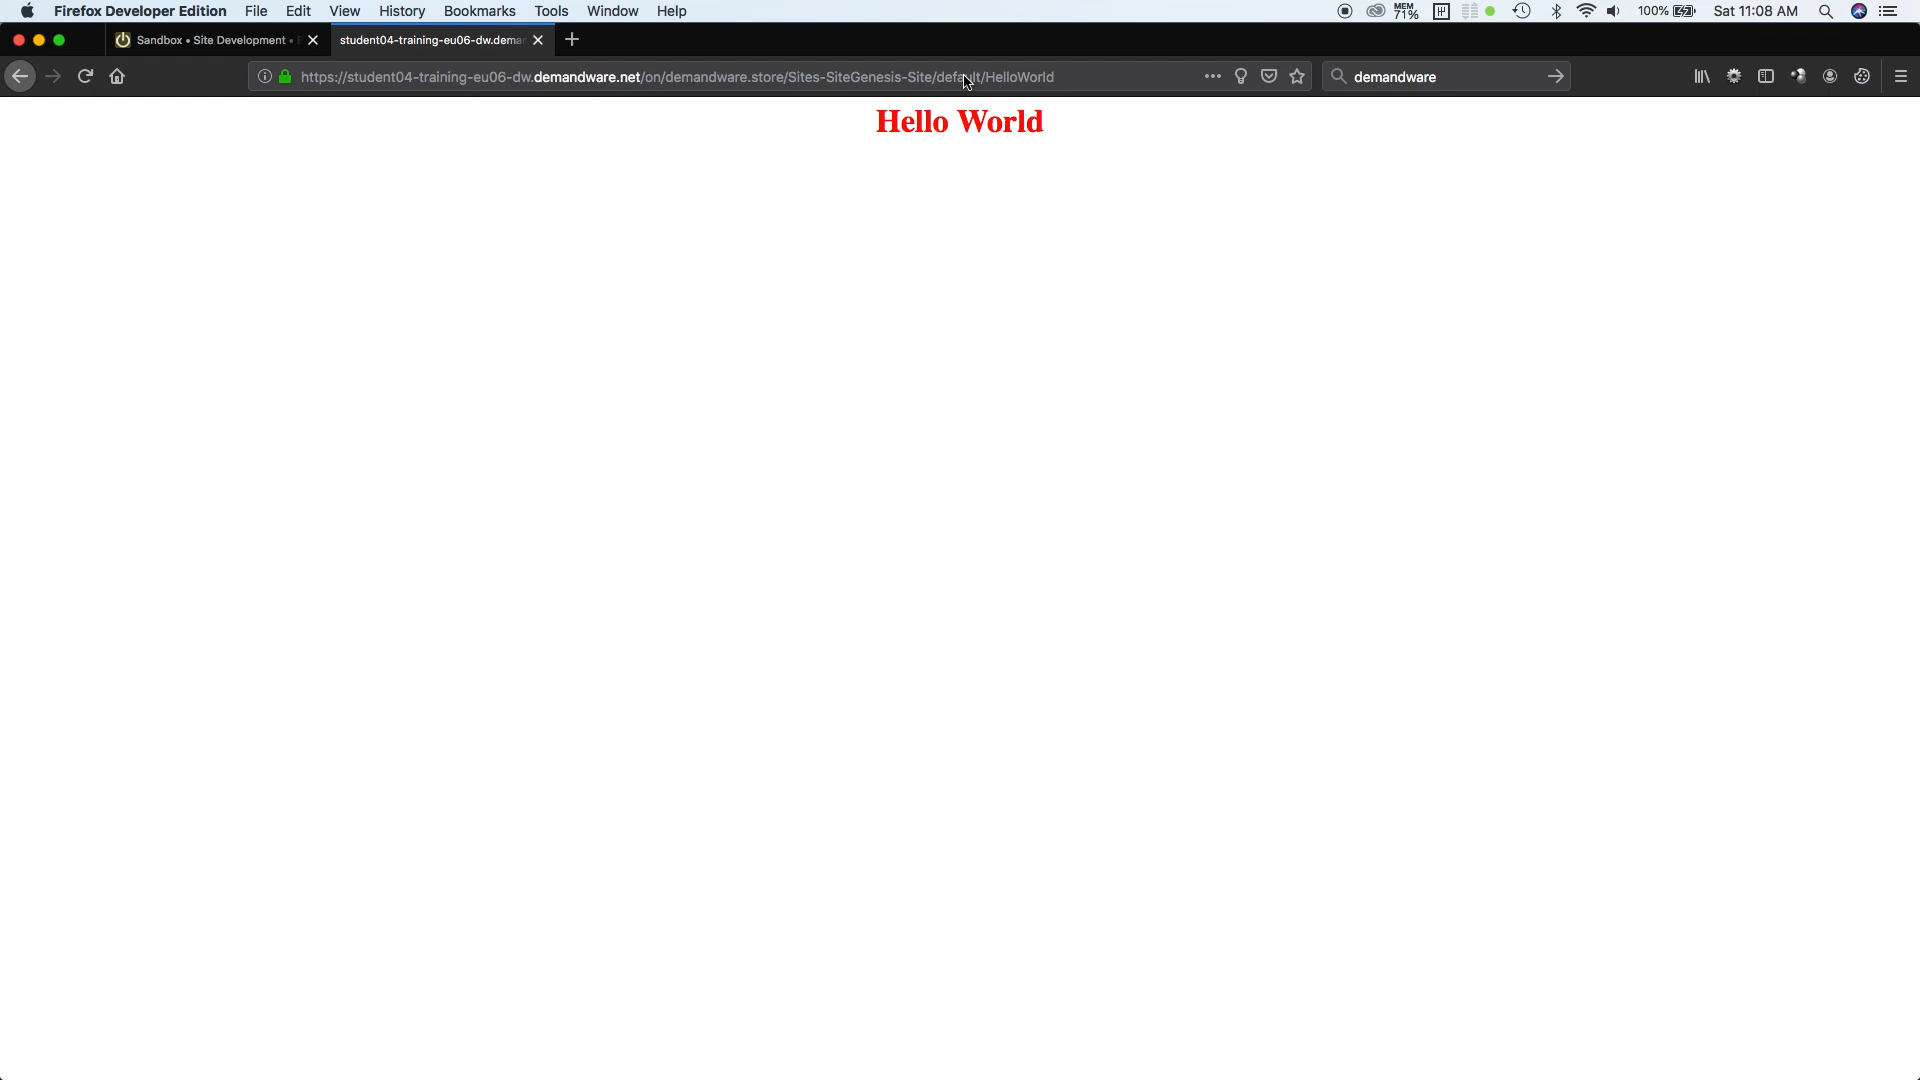 Firefox Developer Edition File Edit View History Bookmarks Tools Window Help MEM 71% 100% Sat 11:08 AM
Sandbox • Site Development • student04-training-eu06-dw.demar
https://student04-training-eu06-dw.demandware.net/on/demandware.store/Sites-SiteGenesis-Site/default/HelloWorld demandware
Hello World